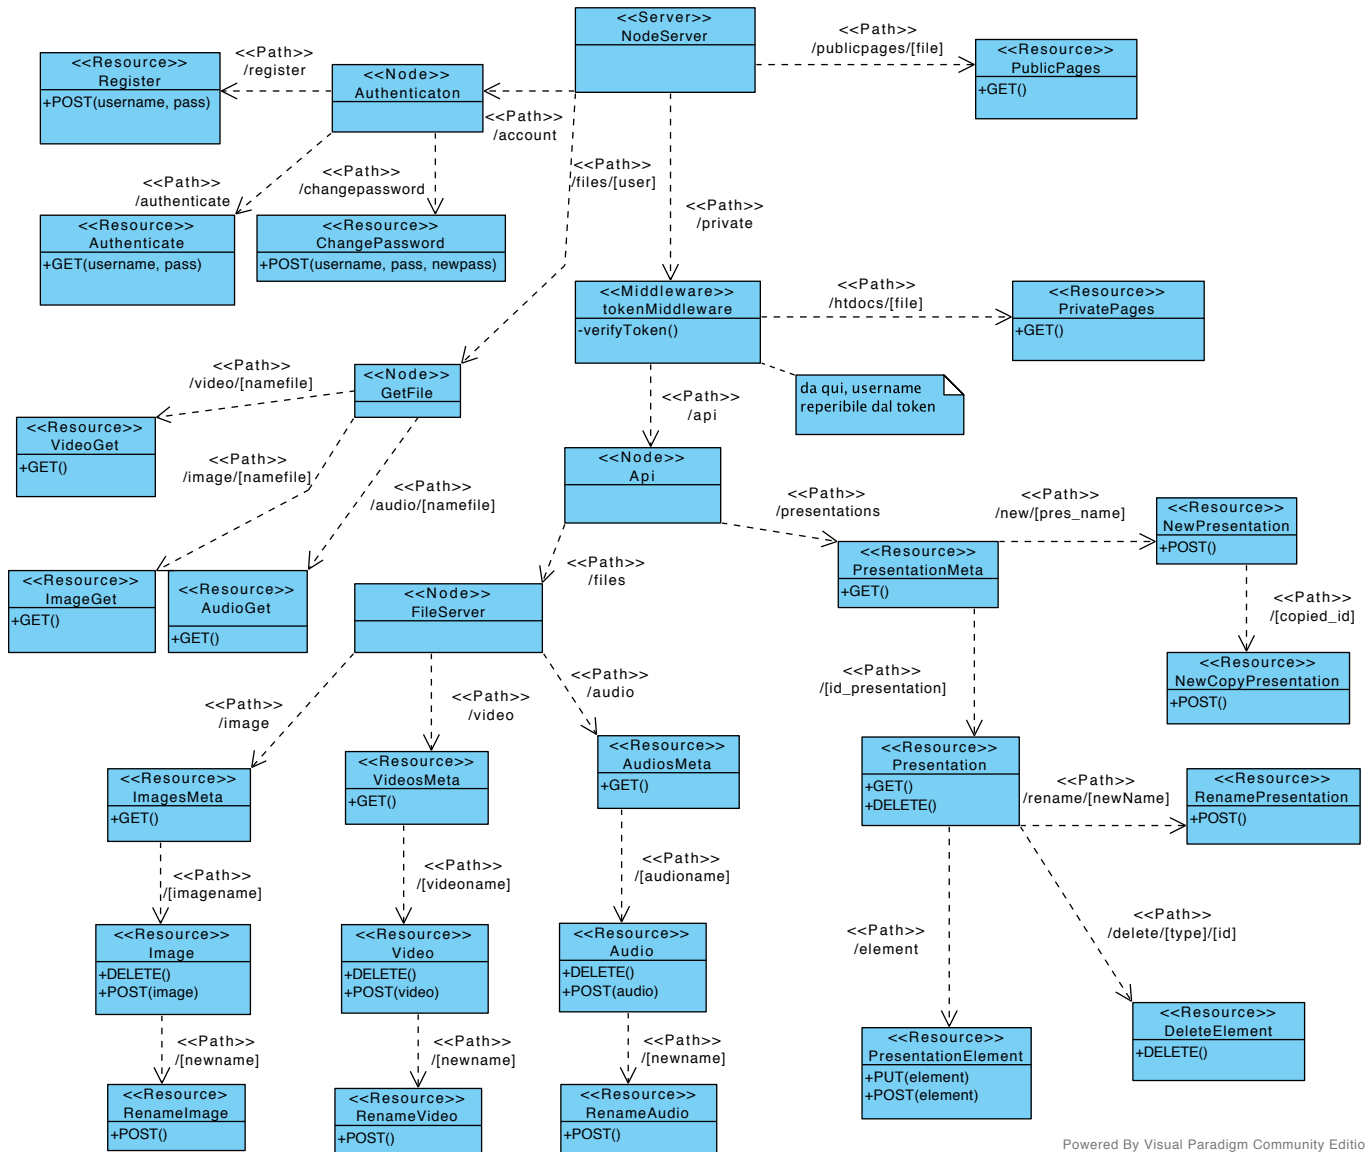 <<Server>>
NodeServer
<<Path>>
/publicpages/[file]
<<Resource>>
PublicPages
+GET()
<<Path>>
/register
<<Resource>>
Register
+POST(username, pass)
<<Node>>
Authenticaton
<<Path>>
/account
<<Path>>
/authenticate
<<Path>>
/changepassword
<<Path>>
/files/[user]
<<Path>>
/private
<<Resource>>
Authenticate
+GET(username, pass)
<<Resource>>
ChangePassword
+POST(username, pass, newpass)
<<Middleware>>
tokenMiddleware
-verifyToken()
<<Path>>
/htdocs/[file]
<<Resource>>
PrivatePages
+GET()
da qui, username
reperibile dal token
<<Path>>
/video/[namefile]
<<Node>>
GetFile
<<Path>>
/api
<<Resource>>
VideoGet
+GET()
<<Path>>
/image/[namefile]
<<Path>>
/audio/[namefile]
<<Node>>
Api
<<Path>>
/presentations
<<Path>>
/new/[pres_name]
<<Resource>>
NewPresentation
+POST()
<<Resource>>
ImageGet
+GET()
<<Resource>>
AudioGet
+GET()
<<Path>>
/files
<<Node>>
FileServer
<<Resource>>
PresentationMeta
+GET()
<<Path>>
/[copied_id]
<<Resource>>
NewCopyPresentation
+POST()
<<Path>>
/image
<<Path>>
/video
<<Path>>
/audio
<<Path>>
/[id_presentation]
<<Resource>>
ImagesMeta
+GET()
<<Resource>>
VideosMeta
+GET()
<<Resource>>
AudiosMeta
+GET()
<<Resource>>
Presentation
+GET()
+DELETE()
<<Path>>
/rename/[newName]
<<Resource>>
RenamePresentation
+POST()
<<Path>>
/[imagename]
<<Path>>
/[videoname]
<<Path>>
/[audioname]
<<Path>>
/element
<<Path>>
/delete/[type]/[id]
<<Resource>>
Image
+DELETE()
+POST(image)
<<Resource>>
Video
+DELETE()
+POST(video)
<<Resource>>
Audio
+DELETE()
+POST(audio)
<<Resource>>
DeleteElement
+DELETE()
<<Path>>
/[newname]
<<Path>>
/[newname]
<<Path>>
/[newname]
<<Resource>>
PresentationElement
+PUT(element)
+POST(element)
<<Resource>
RenameImage
+POST()
<<Resource>>
RenameVideo
+POST()
<<Resource>>
RenameAudio
+POST()
Powered By Visual Paradigm Community Editio